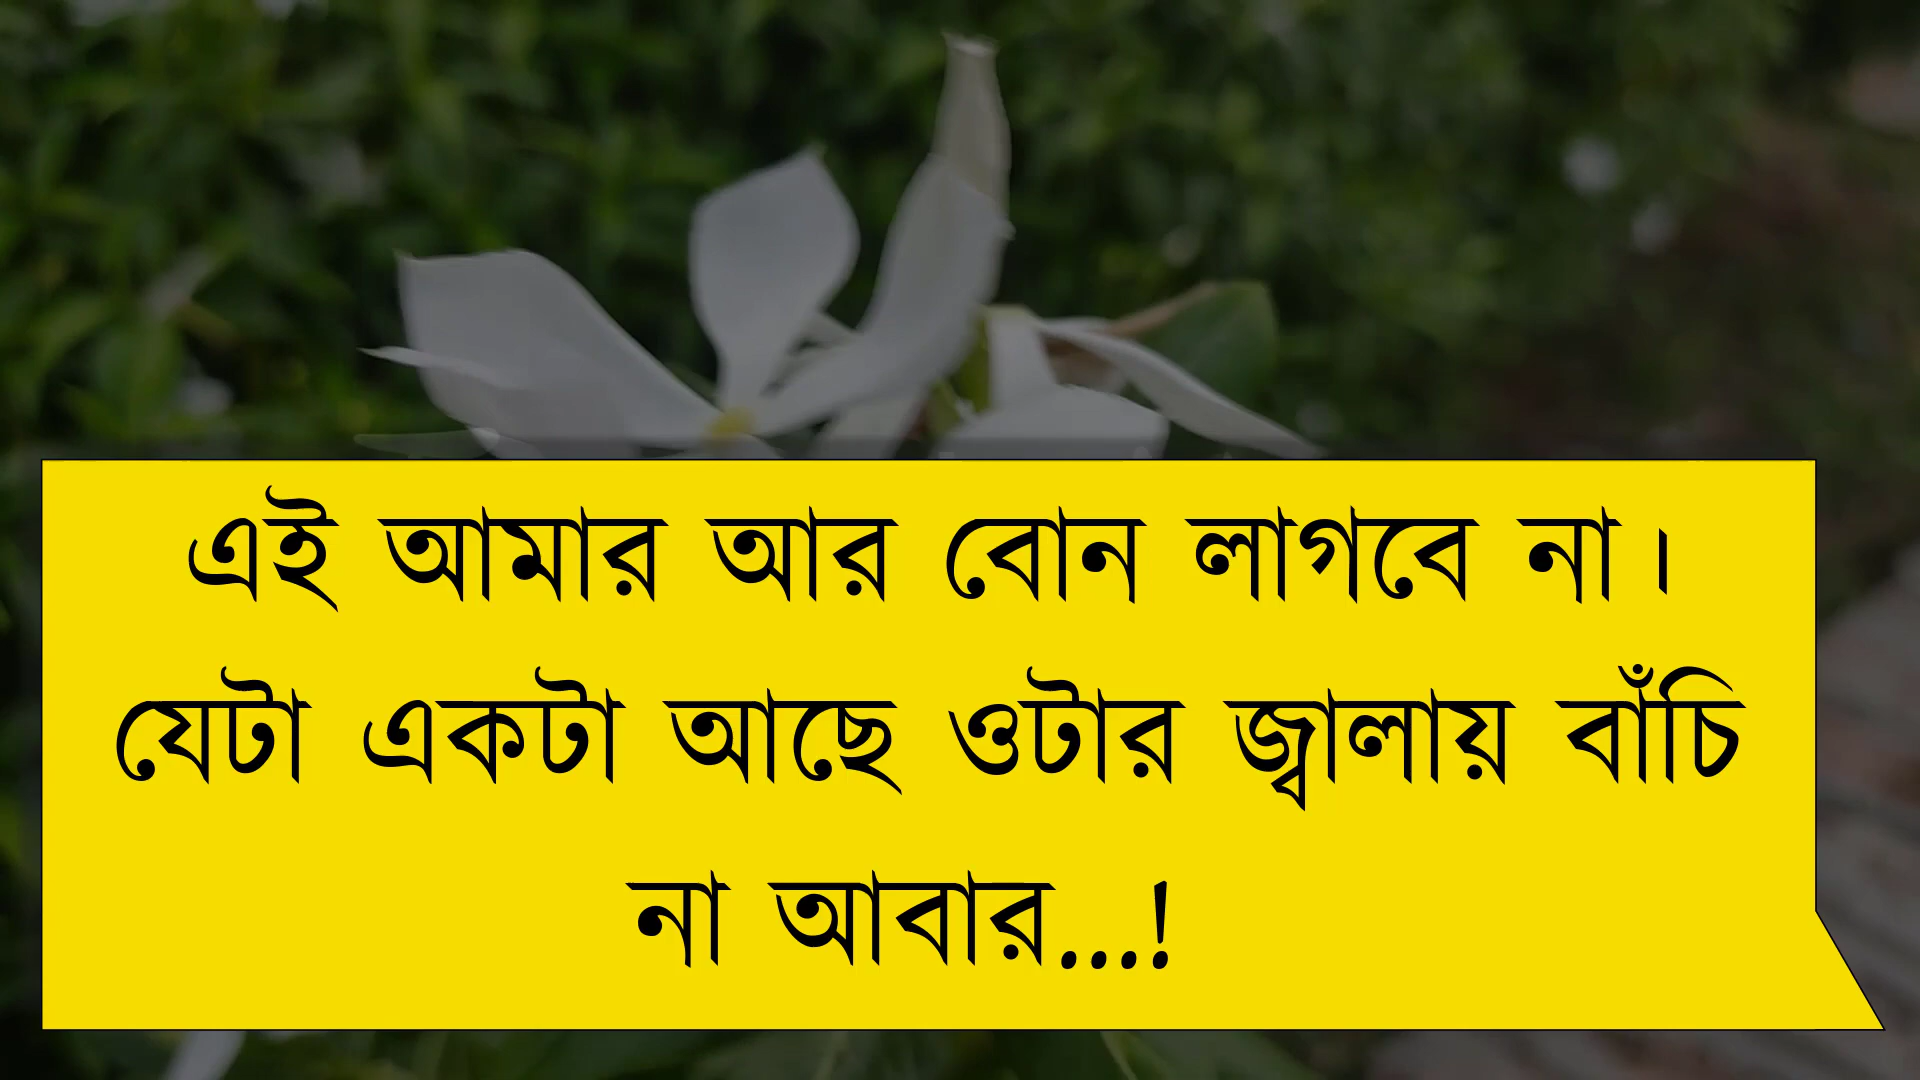 এই আমার আর বোন লাগবে না।
যেটা একটা আছে ওটার জ্বালায় বাঁচি
না আবার...!